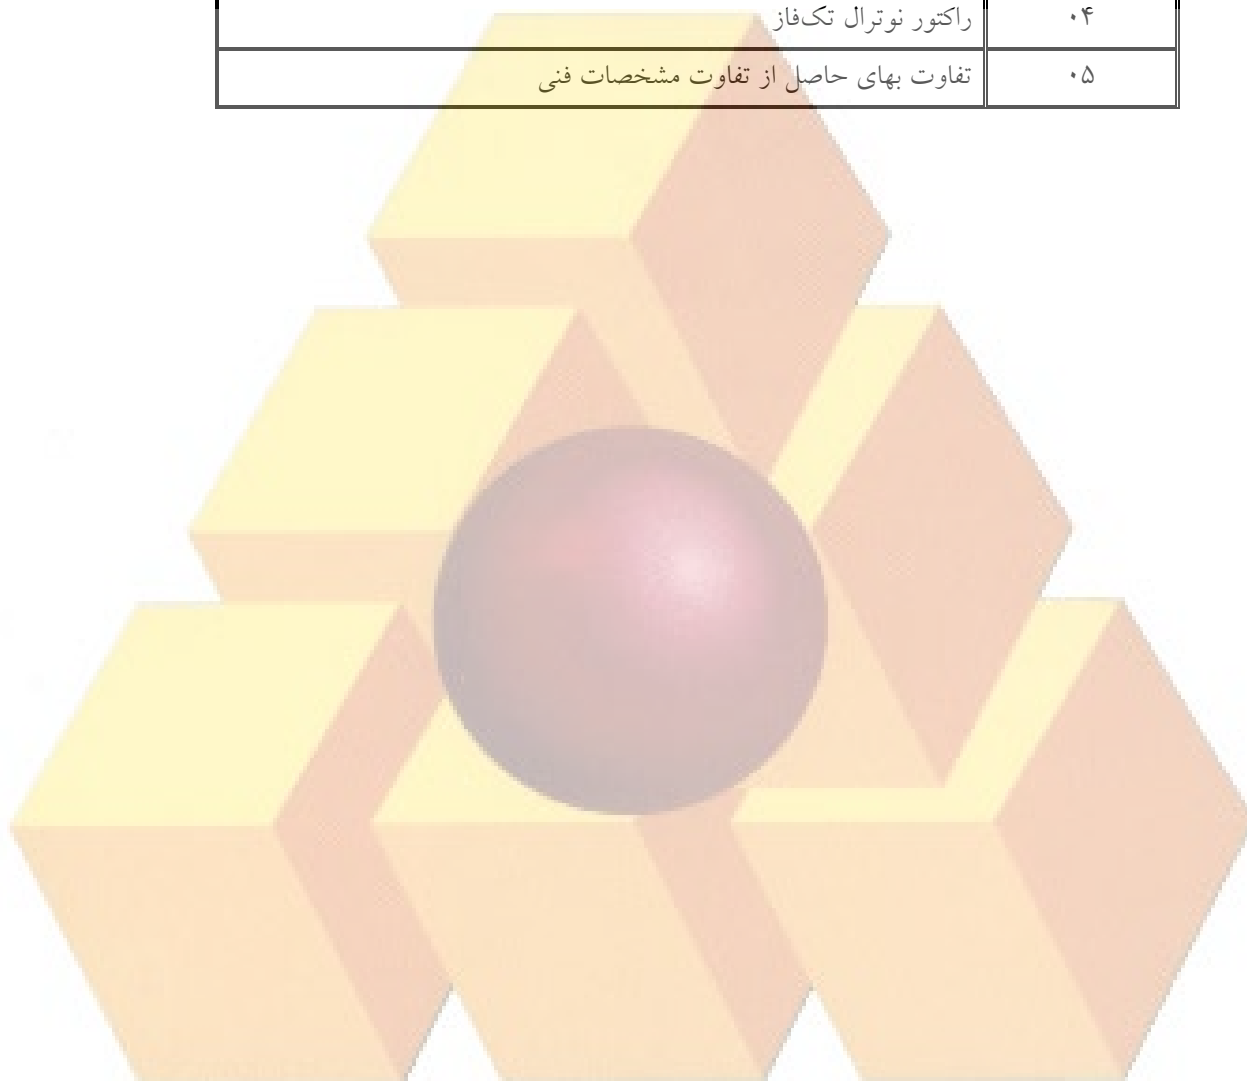 ۰۴ راکتور نوترال تک‌فاز
۰۵ تفاوت بهای حاصل از تفاوت مشخصات فنی